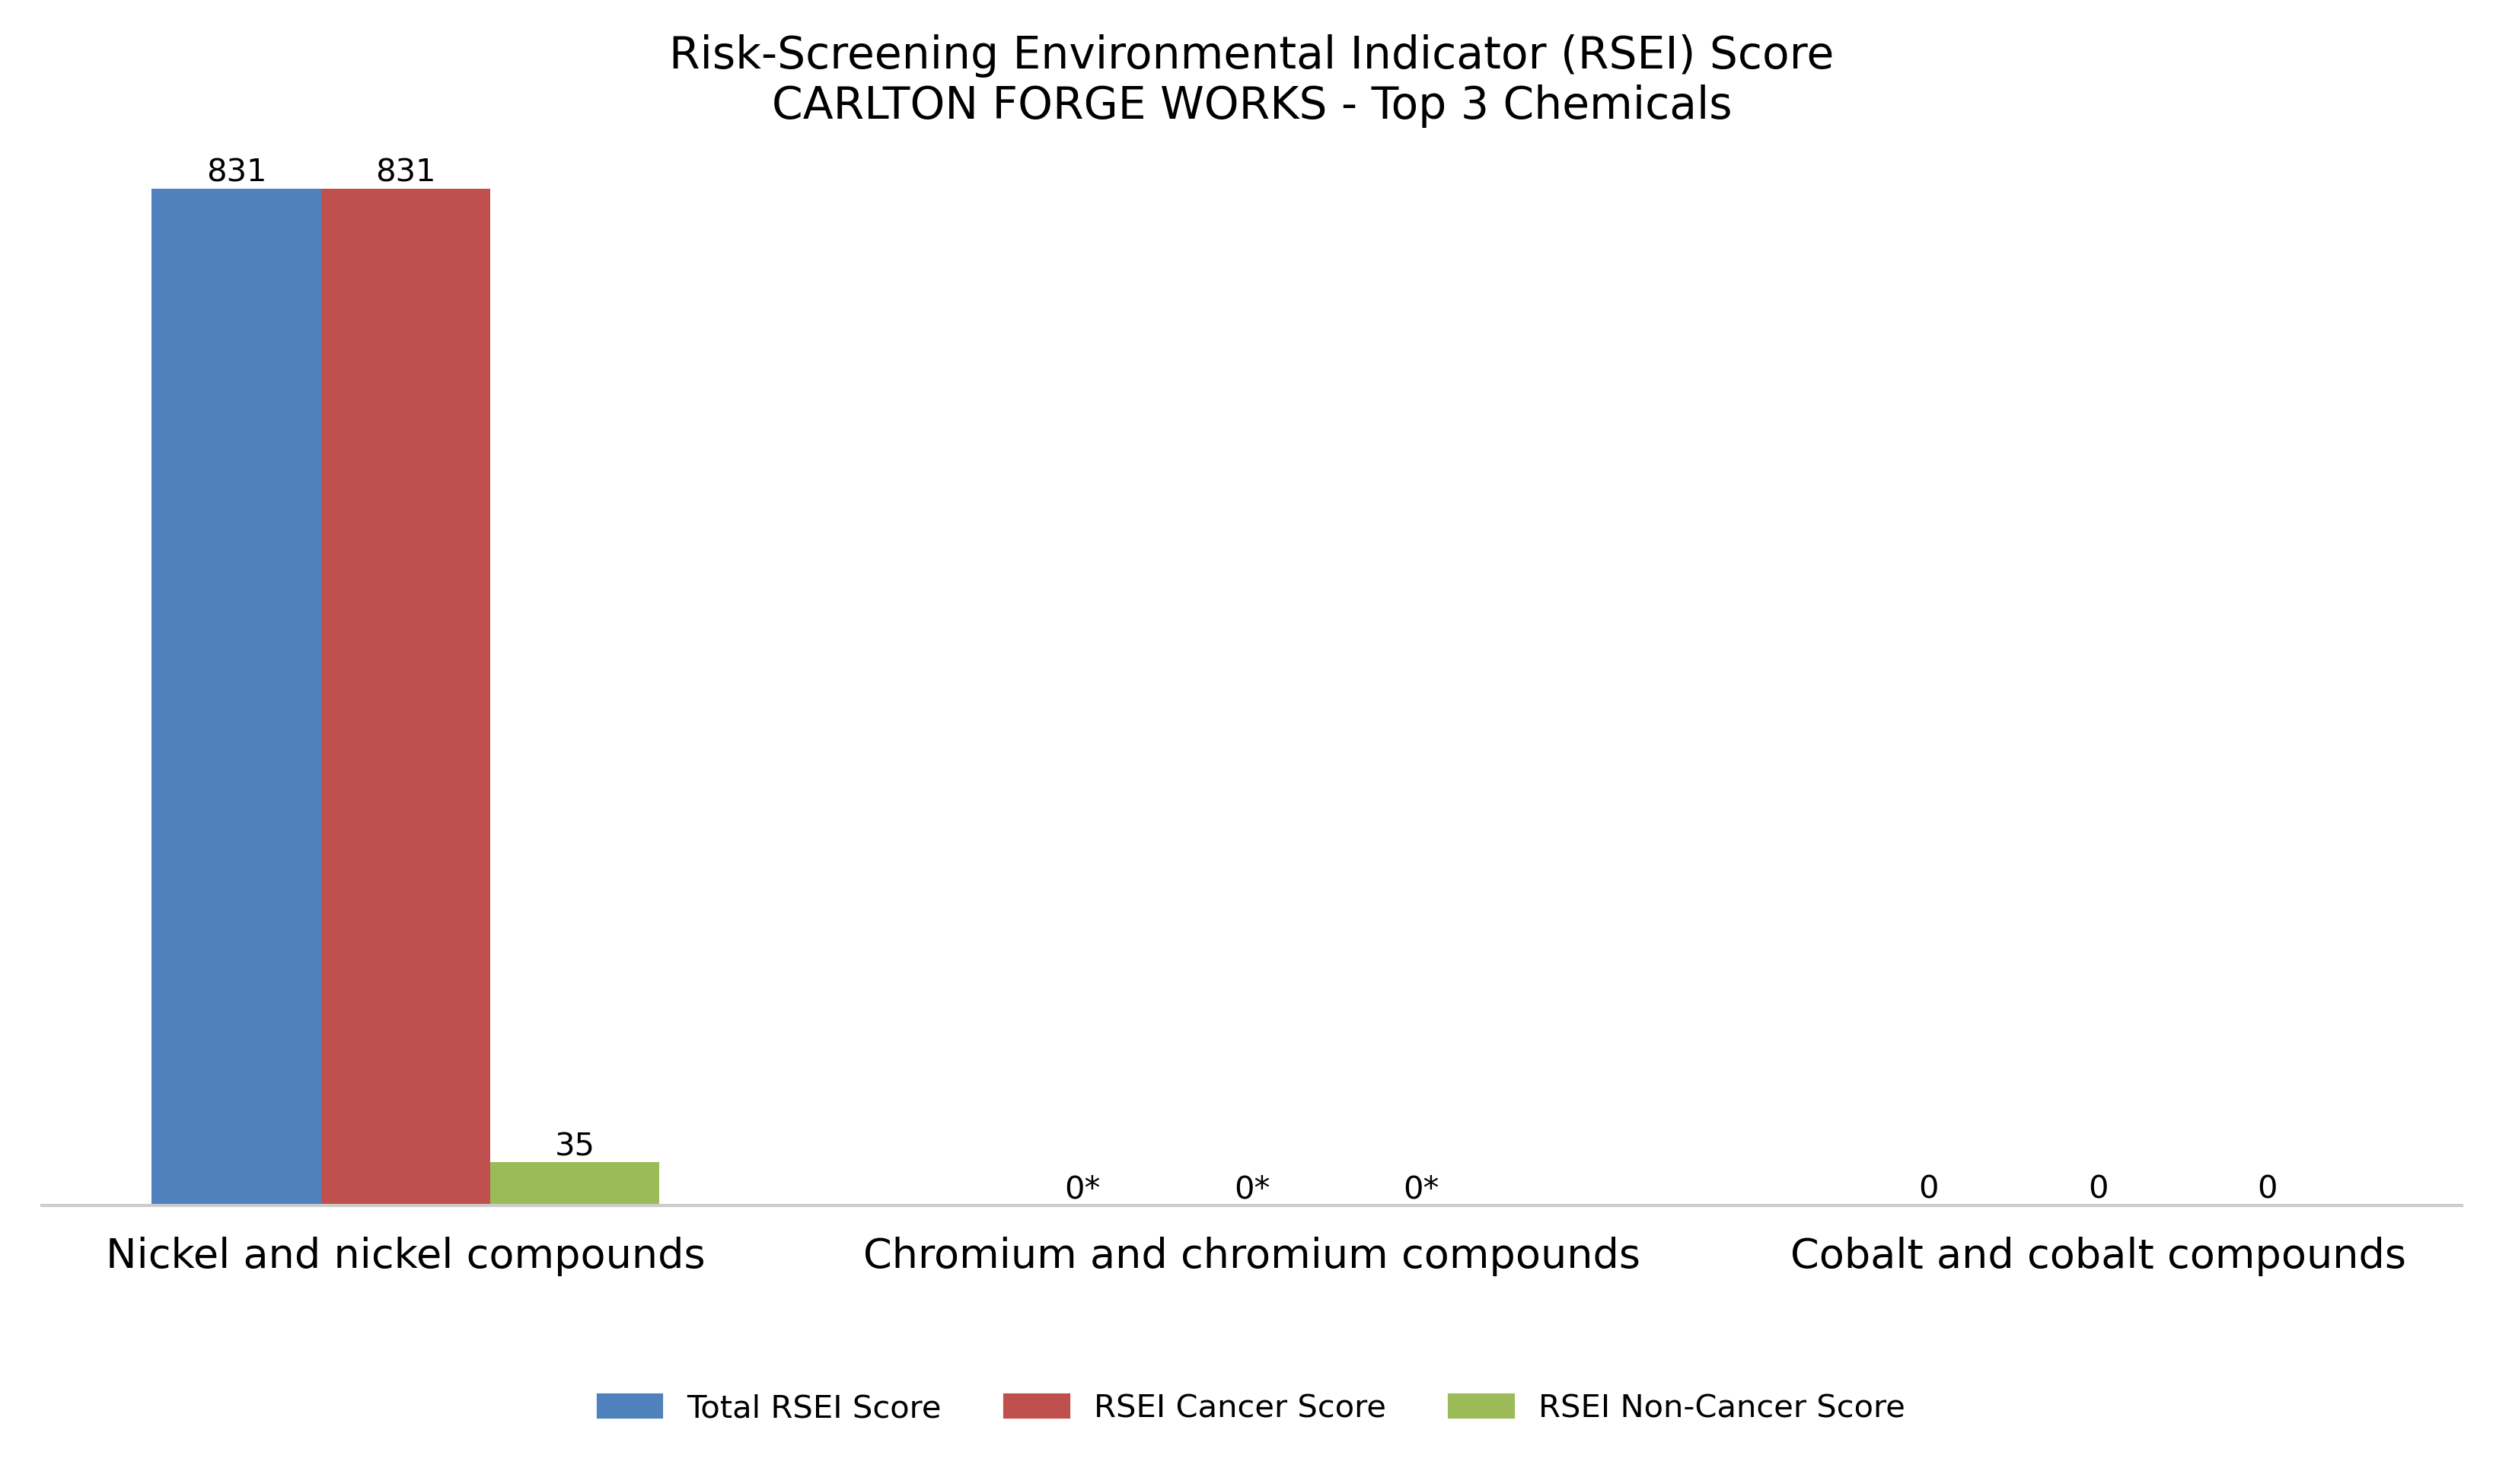 Risk-Screening Environmental Indicator (RSEI) Score
CARLTON FORGE WORKS - Top 3 Chemicals
831 831
35
0* 0* 0* 0 0 0
Nickel and nickel compounds Chromium and chromium compounds Cobalt and cobalt compounds
Total RSEI Score RSEI Cancer Score RSEI Non-Cancer Score